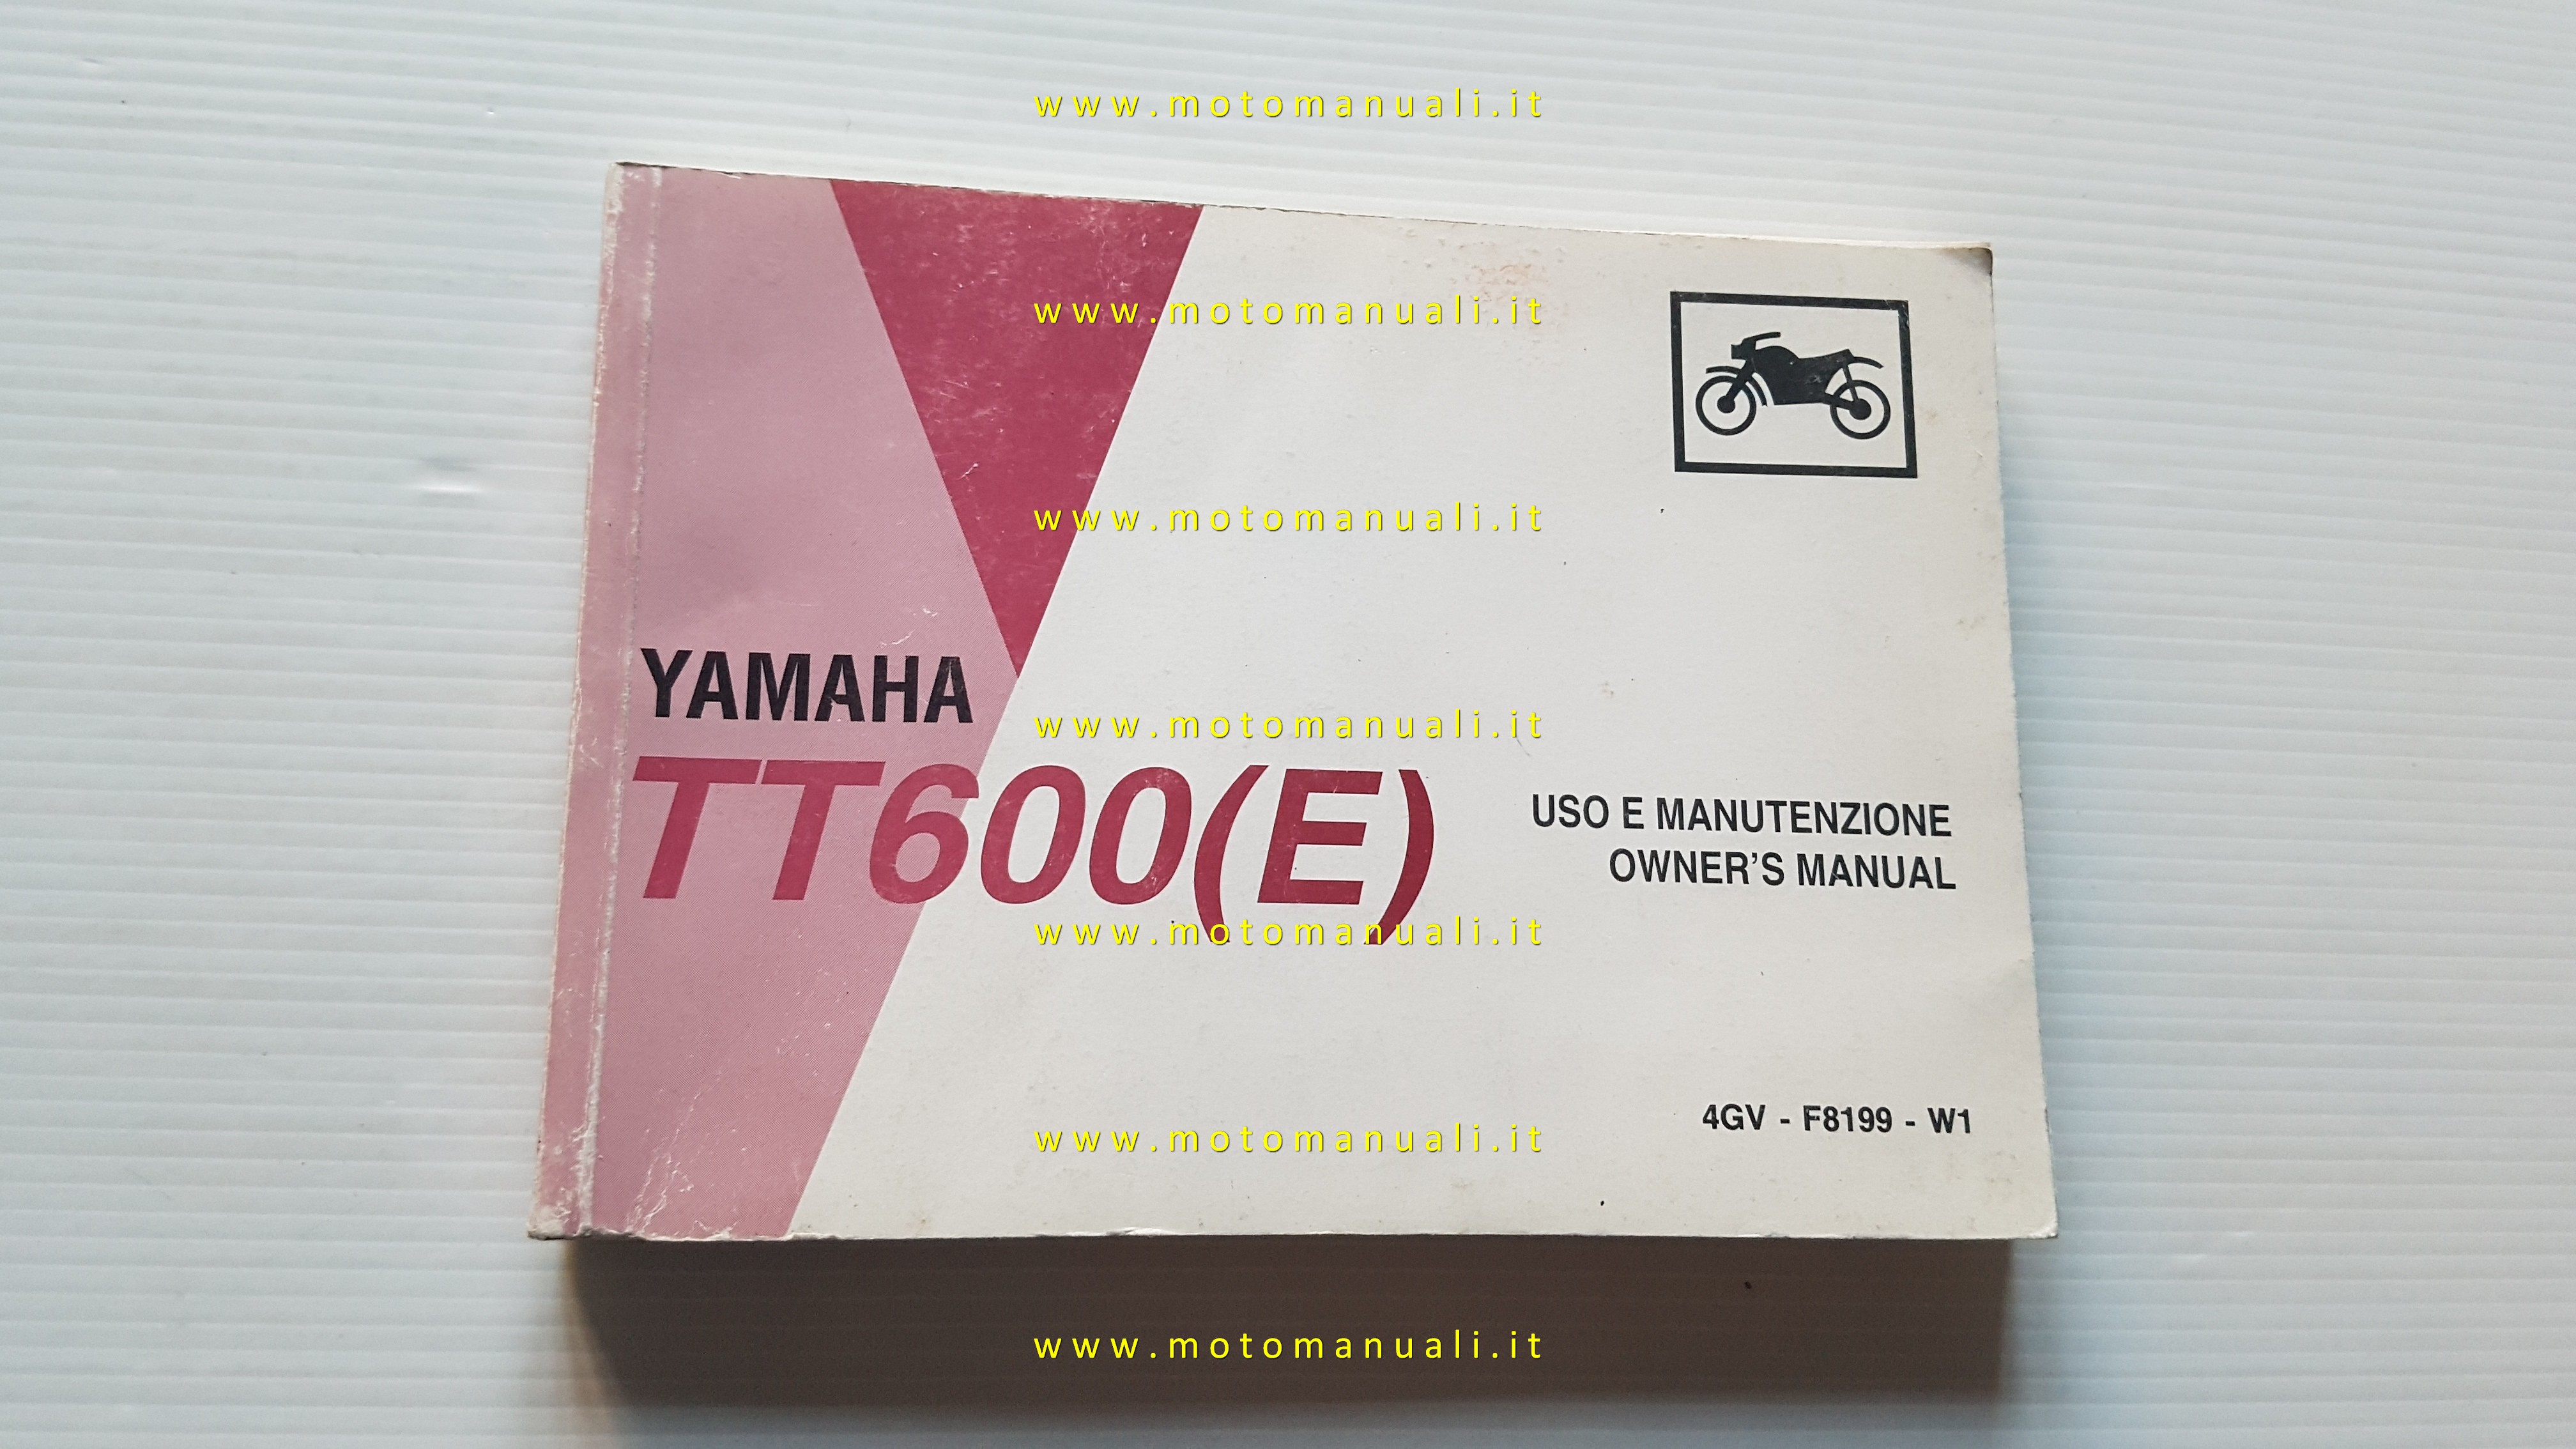 www.motomanuali.it
www.motomanuali.it
www.motomanuali.it
YAMAHA
www.motomanuali.it
TT600(E)
USO E MANUTENZIONE
OWNER'S MANUAL
www.motomanuali.it
4GV - F8199 - W1
www.motomanuali.it
www.motomanuali.it